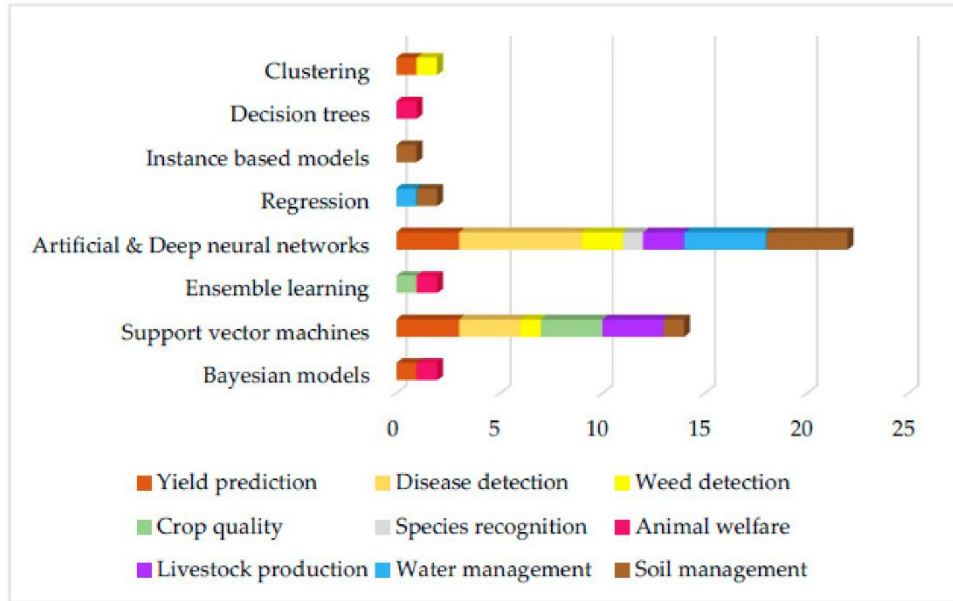 Clustering
Decision trees
Instance based models
Regression
Artificial & Deep neural networks
Ensemble learning
Support vector machines
Bayesian models
0 5 10 15 20 25
Yield prediction Disease detection Weed detection
Crop quality Species recognition Animal welfare
Livestock production Water management Soil management